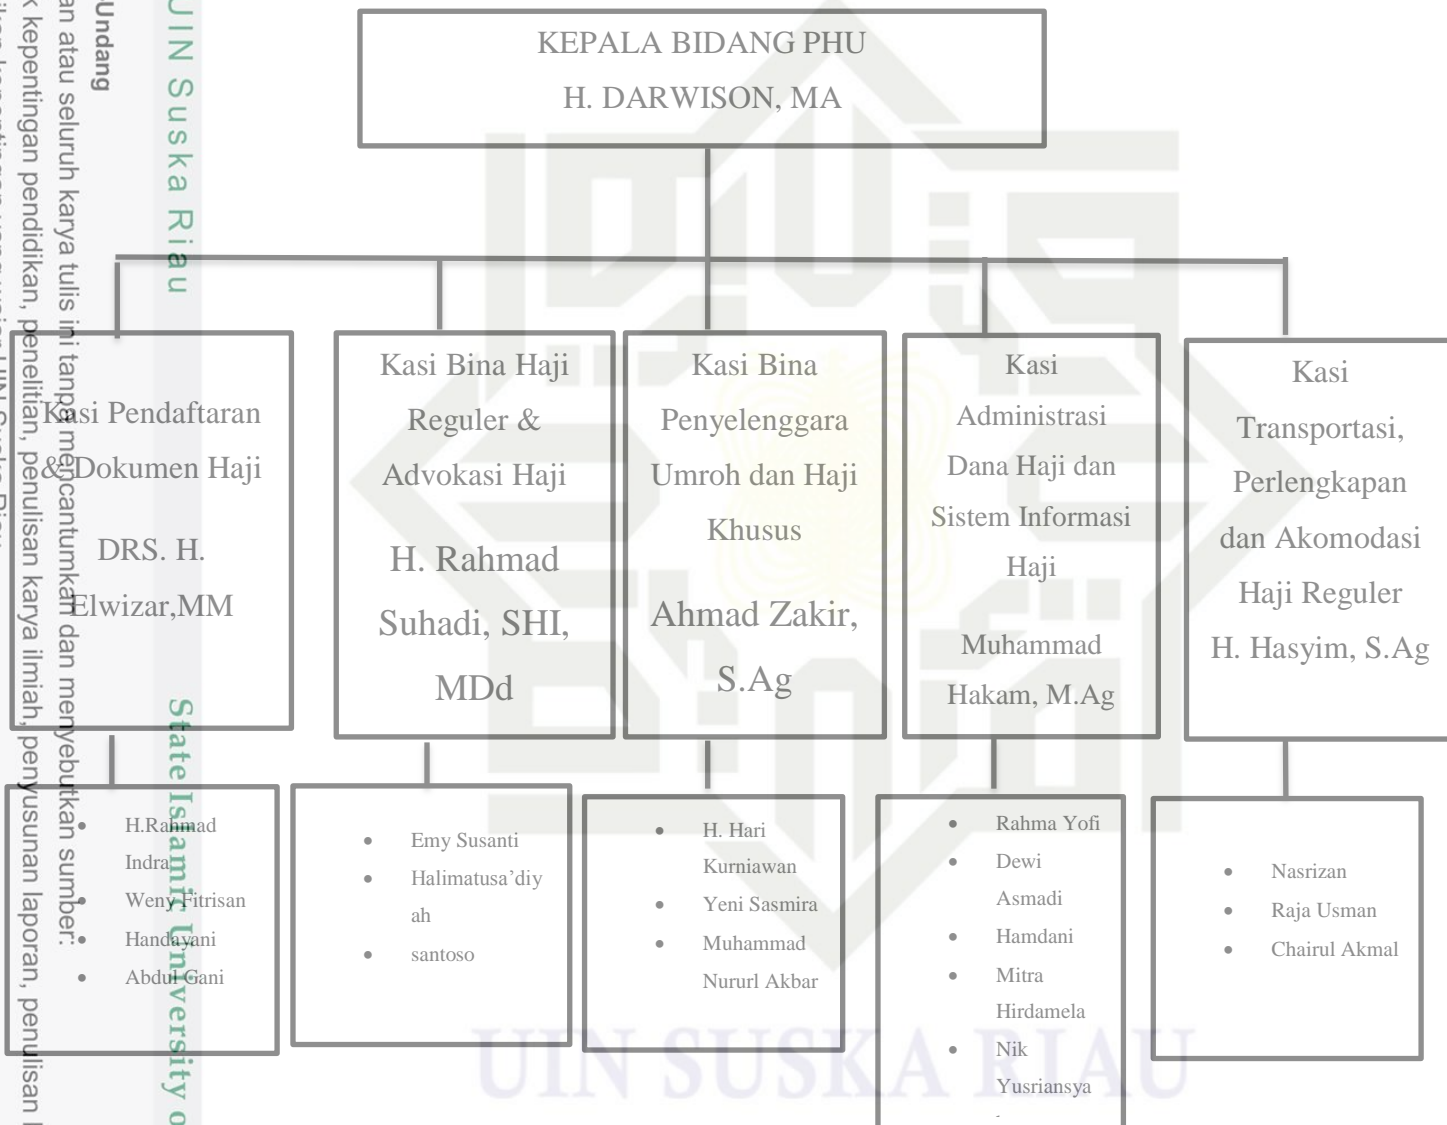 KEPALA BIDANG PHU
H. DARWISON, MA
Kasi Pendaftaran
& Dokumen Haji
DRS. H.
Elwizar,MM
Kasi Bina Haji
Reguler &
Advokasi Haji
H. Rahmad
Suhadi, SHI,
MDd
Kasi Bina
Penyelenggara
Umroh dan Haji
Khusus
Ahmad Zakir,
S.Ag
Kasi
Administrasi
Dana Haji dan
Sistem Informasi
Haji
Muhammad
Hakam, M.Ag
Kasi
Transportasi,
Perlengkapan
dan Akomodasi
Haji Reguler
H. Hasyim, S.Ag
• H.Rahmad
Indra
• Weny Fitrisan
• Handayani
• Abdul Gani
• Emy Susanti
• Halimatusa’diy
ah
• santoso
• H. Hari
Kurniawan
• Yeni Sasmira
• Muhammad
Nururl Akbar
• Rahma Yofi
• Dewi
Asmadi
• Hamdani
• Mitra
Hirdamela
• Nik
Yusriansya
• Nasrizan
• Raja Usman
• Chairul Akmal
UIN SUSKA RIAU
UIN Suska Riau
State Islamic University
Undang
atau seluruh karya tulis ini tanpa mencantumkan dan menyebutkan sumber:
kepentingan pendidikan, penelitian, penulisan karya ilmiah, penyusunan laporan, penulisan